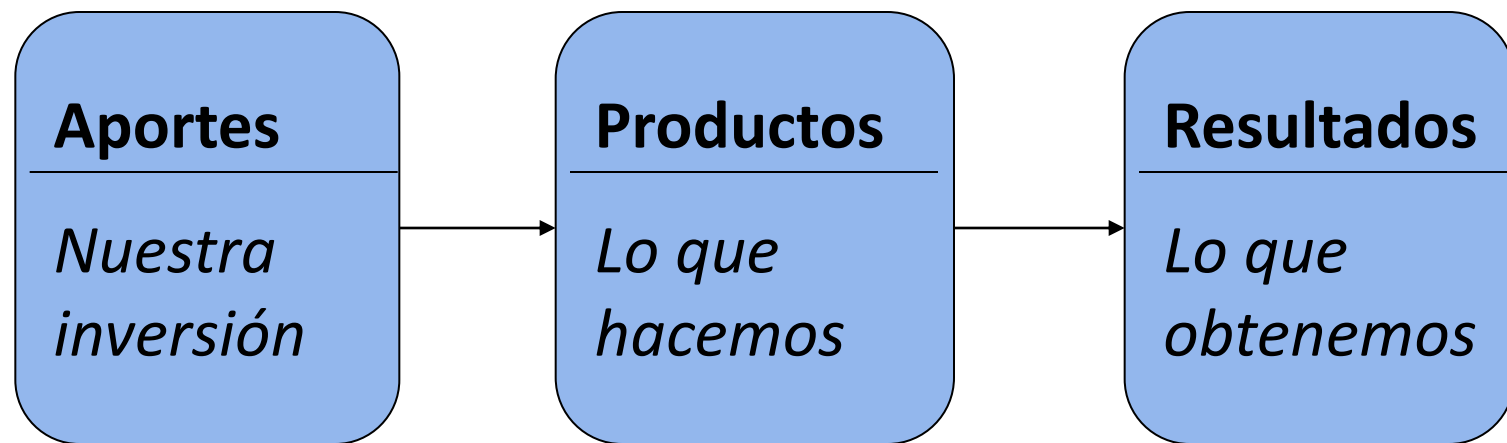 Aportes
Nuestra
inversión
Productos
Lo que
hacemos
Resultados
Lo que
obtenemos